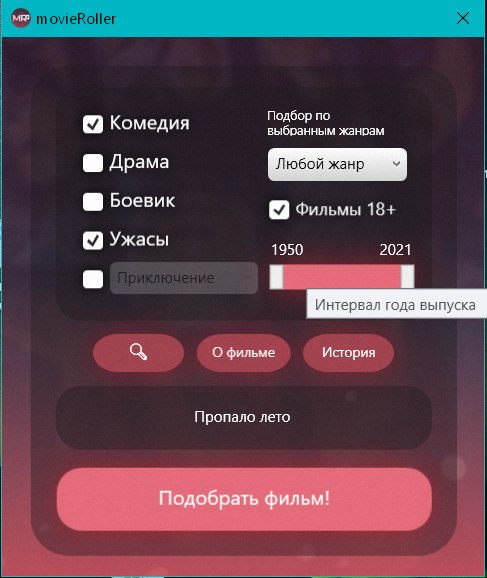 MRP movieRoller
Комедия
Драма
Боевик
Ужасы
Приключение
Подбор по
выбранным жанрам
Любой жанр
Фильмы 18+
1950 2021
Интервал года выпуска
О фильме
История
Пропало лето
Подобрать фильм!